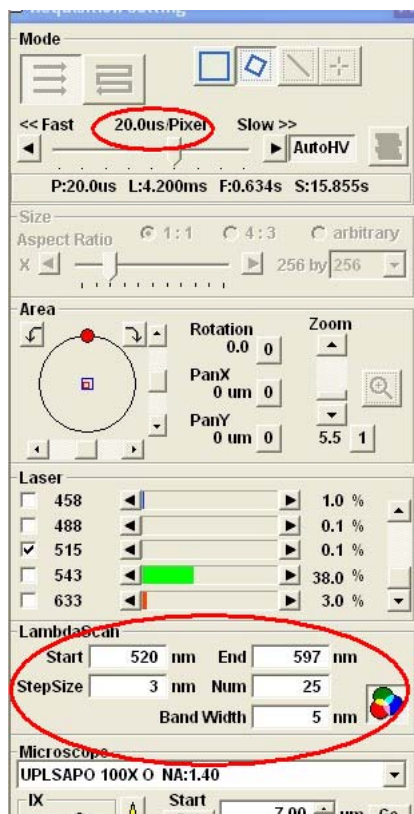 Acquisition Setting
Mode
<< Fast 20.0us/Pixel Slow >>
AutoHV
P:20.0us L:4.200ms F:0.634s S:15.855s
Size
Aspect Ratio 1:1 4:3 arbitrary
X 256 by 256
Area
Rotation Zoom
0.0 0
PanX
0 um 0
PanY
0 um 0 5.5 1
Laser
458 1.0 %
488 0.1 %
515 0.1 %
543 38.0 %
633 3.0 %
LambdaScan
Start 520 nm End 597 nm
StepSize 3 nm Num 25
Band Width 5 nm
Microscope
UPLSAPO 100X O NA:1.40
IX Start
7.00 um Go